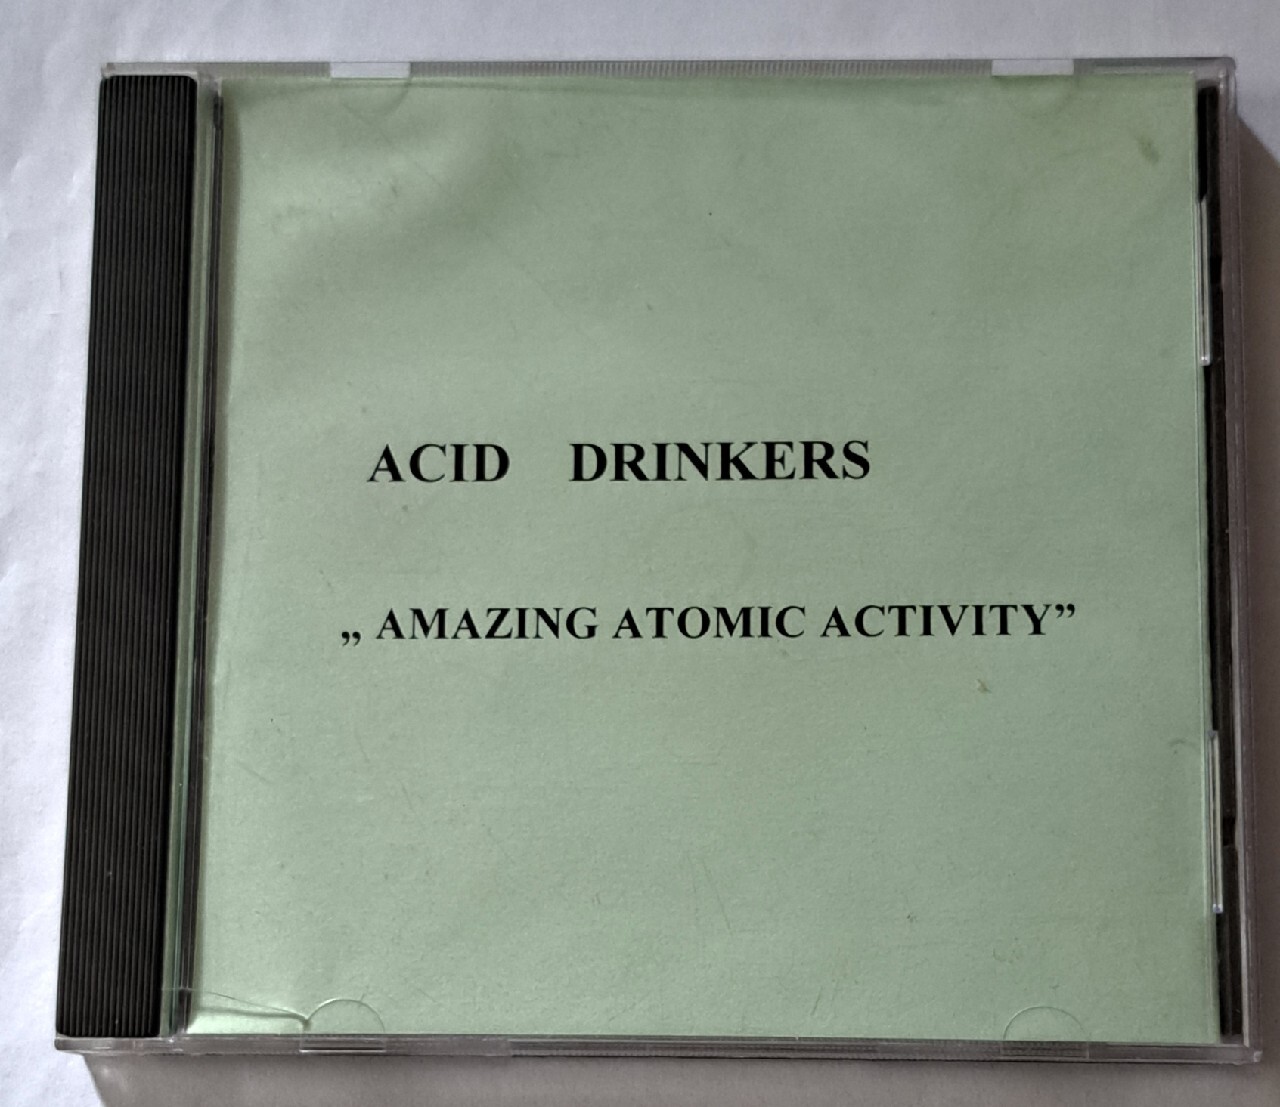 ACID DRINKERS
„ AMAZING ATOMIC ACTIVITY”